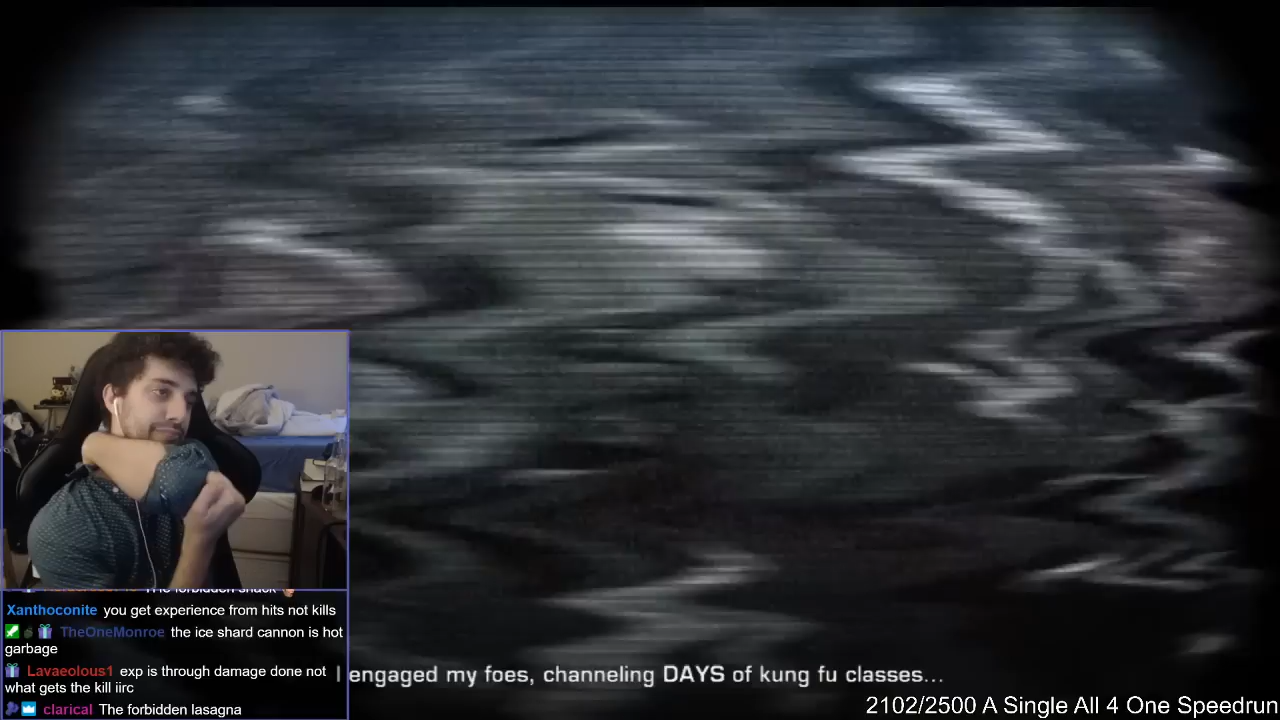 Xanthoconite you get experience from hits not kills
TheOneMonroe the ice shard cannon is hot
garbage
Lavaeolous1 exp is through damage done not
what gets the kill iirc
clarical The forbidden lasagna
I engaged my foes, channeling DAYS of kung fu classes...
2102/2500 A Single All 4 One Speedrun